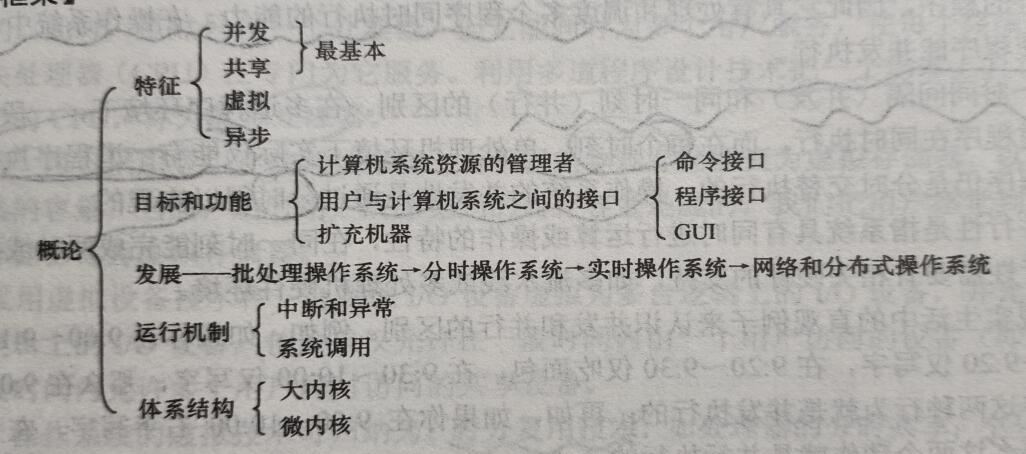 特征
并发
共享
最基本
虚拟
异步
概论
目标和功能
计算机系统资源的管理者
用户与计算机系统之间的接口
扩充机器
命令接口
程序接口
GUI
发展——批处理操作系统→分时操作系统→实时操作系统→网络和分布式操作系统
运行机制
中断和异常
系统调用
体系结构
大内核
微内核